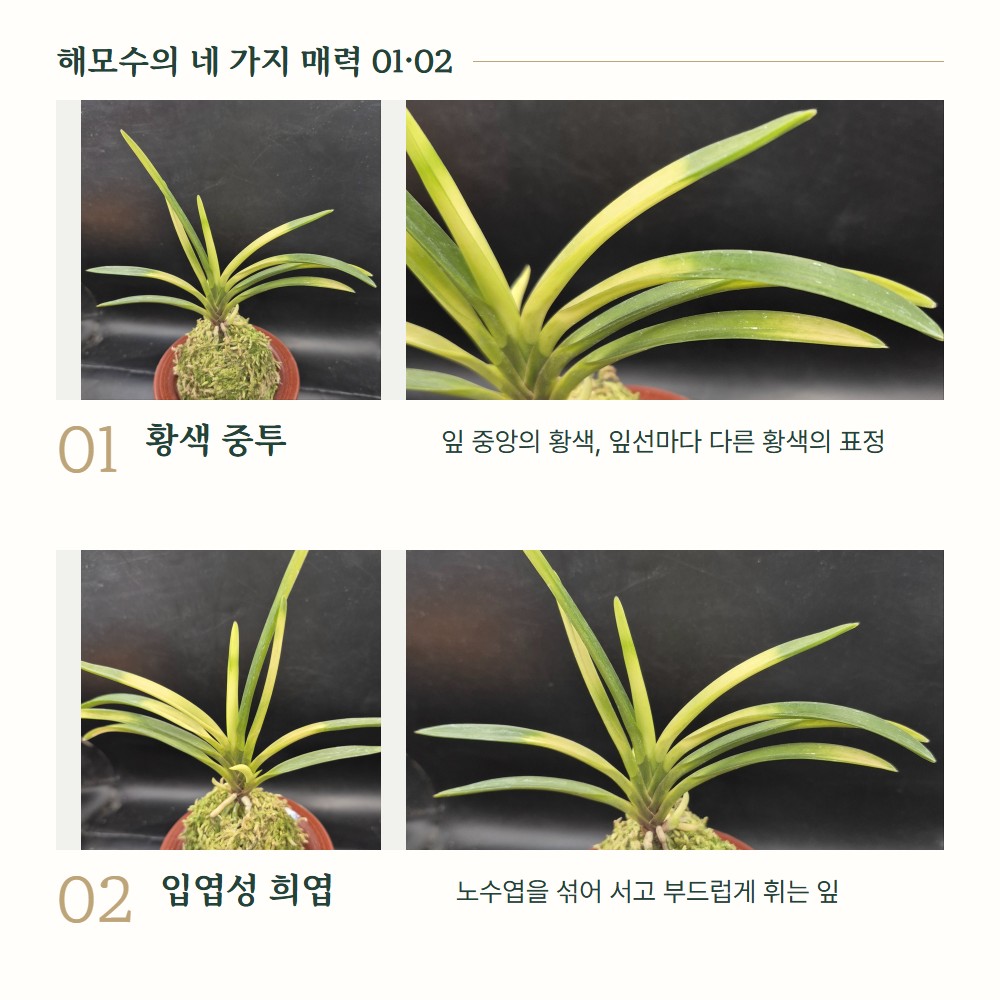 해모수의 네 가지 매력 01·02
01 황색 중투
잎 중앙의 황색, 잎선마다 다른 황색의 표정
02 입엽성 희엽
노수엽을 섞어 서고 부드럽게 휘는 잎